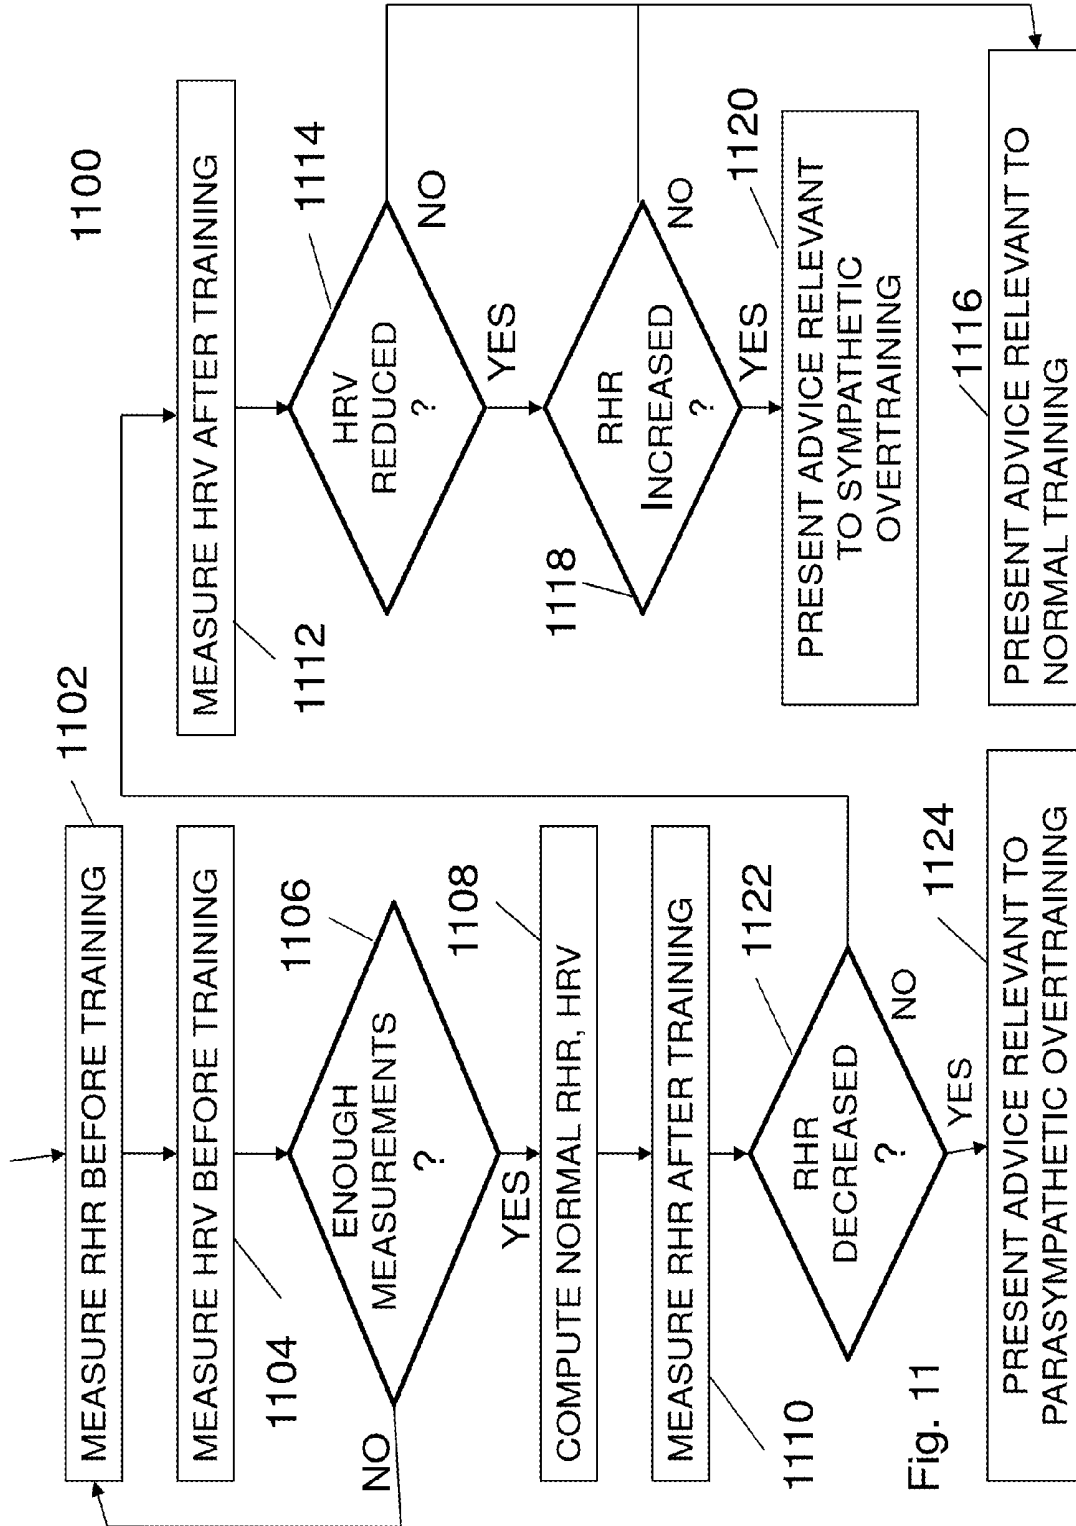 1100
MEASURE RHR BEFORE TRAINING
1102
MEASURE HRV BEFORE TRAINING
1104
ENOUGH
MEASUREMENTS
?
1106
NO
YES
COMPUTE NORMAL RHR, HRV
1108
MEASURE RHR AFTER TRAINING
1110
RHR
DECREASED
?
1122
NO
YES
PRESENT ADVICE RELEVANT TO
PARASYMPATHETIC OVERTRAINING
1124
MEASURE HRV AFTER TRAINING
1112
HRV
REDUCED
?
1114
NO
YES
RHR
INCREASED
?
1118
NO
YES
PRESENT ADVICE RELEVANT
TO SYMPATHETIC
OVERTRAINING
1120
PRESENT ADVICE RELEVANT TO
NORMAL TRAINING
1116
Fig. 11